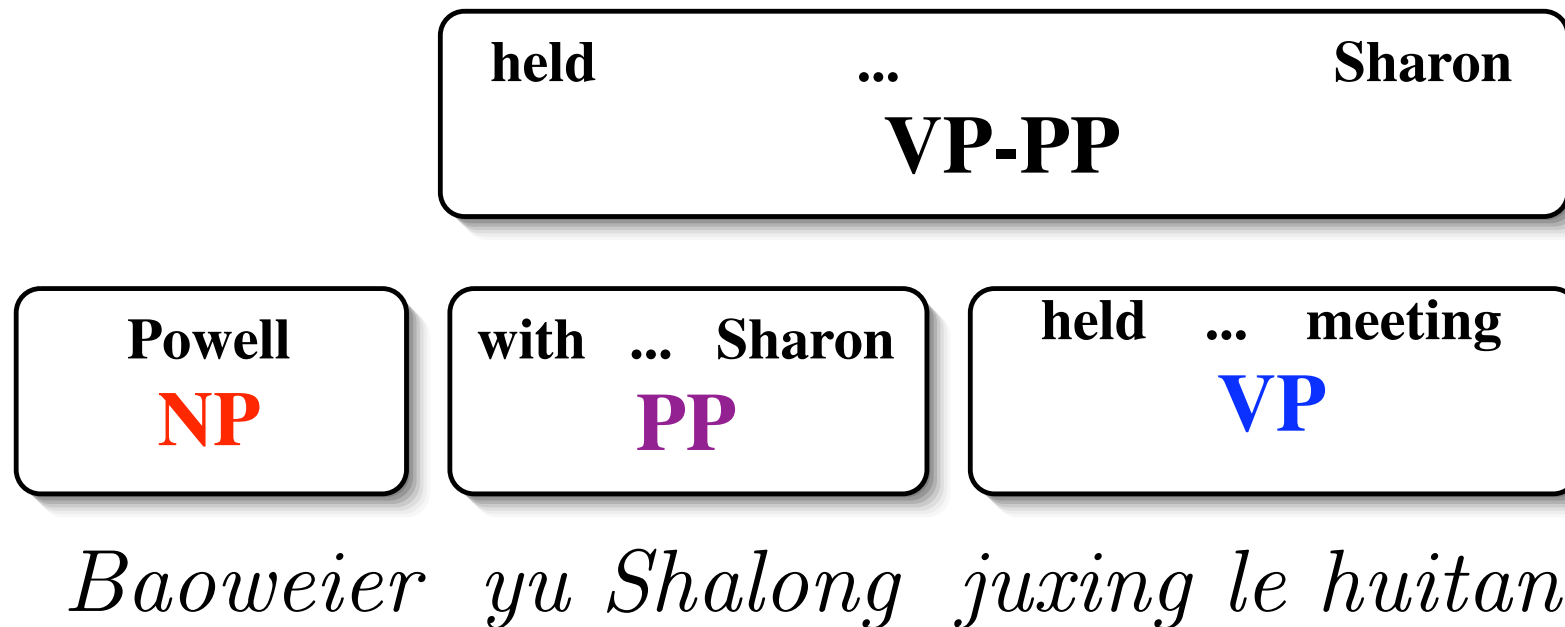 held ... Sharon
VP-PP
Powell
NP
with ... Sharon
PP
held ... meeting
VP
Baoweier yu Shalong juxing le huitan